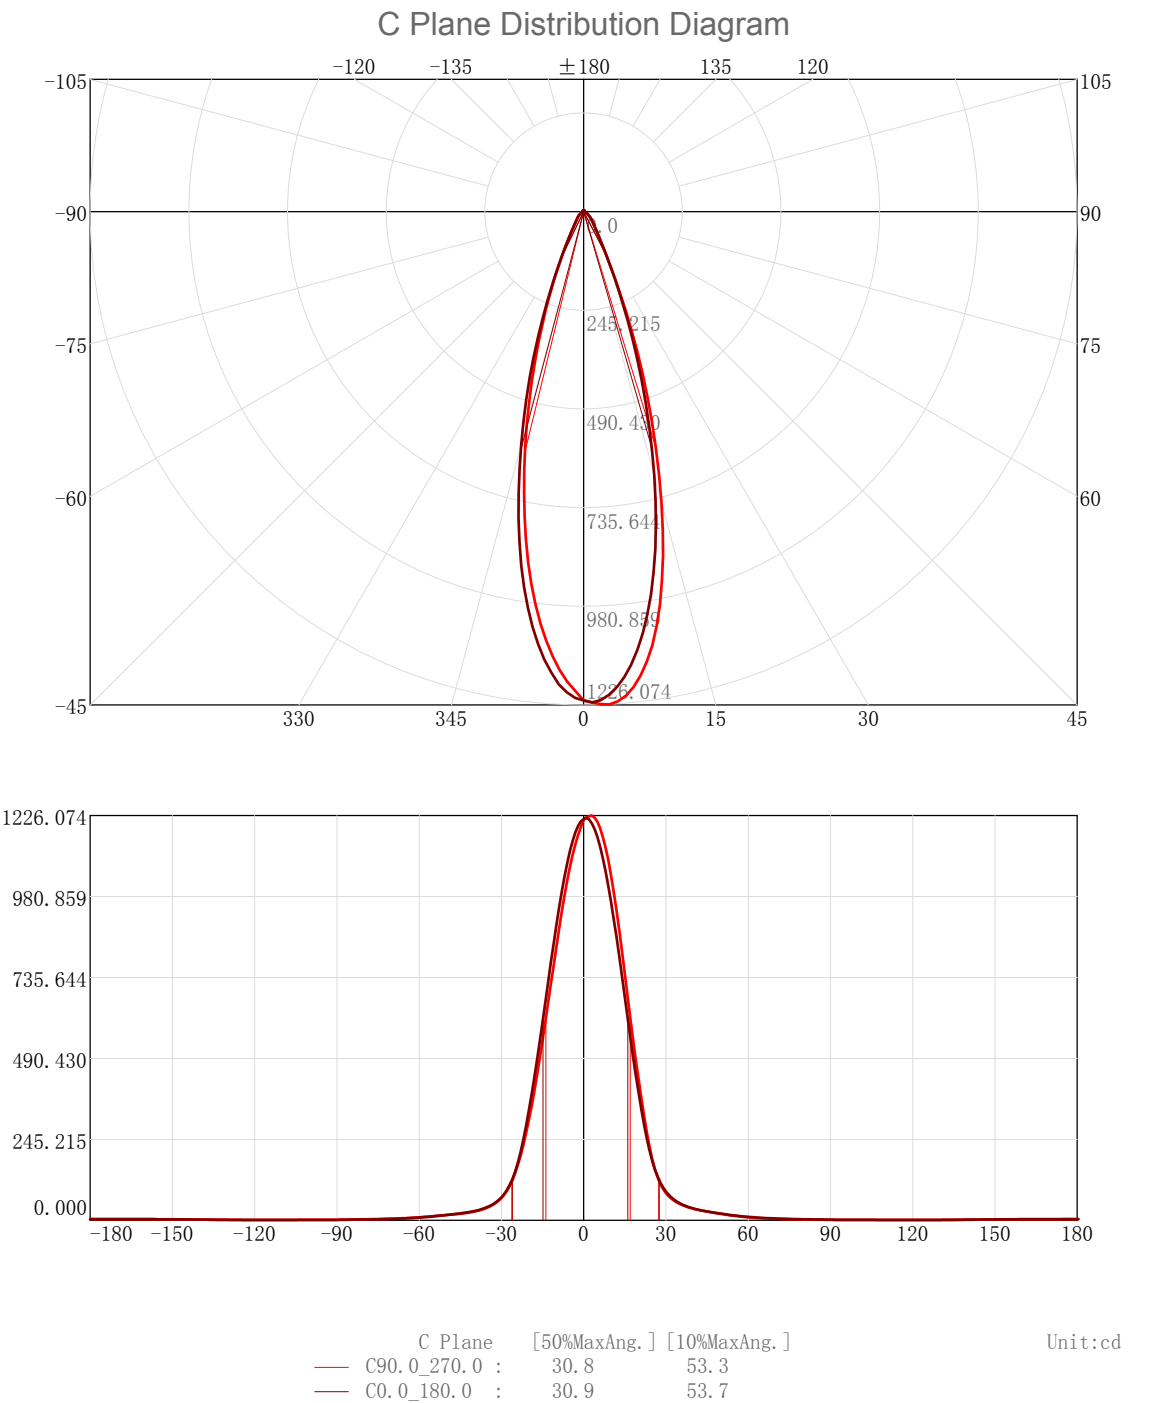 C Plane Distribution Diagram
-120 -135 ±180 135 120
-105 105
-90 90
0.0
245.215
-75 75
490.430
-60 60
735.644
980.859
1226.074
-45
330 345 0 15 30 45
1226.074
980.859
735.644
490.430
245.215
0.000
-180 -150 -120 -90 -60 -30 0 30 60 90 120 150 180
C Plane [50%MaxAng.] [10%MaxAng.] Unit:cd
C90.0_270.0 : 30.8 53.3
C0.0_180.0 : 30.9 53.7